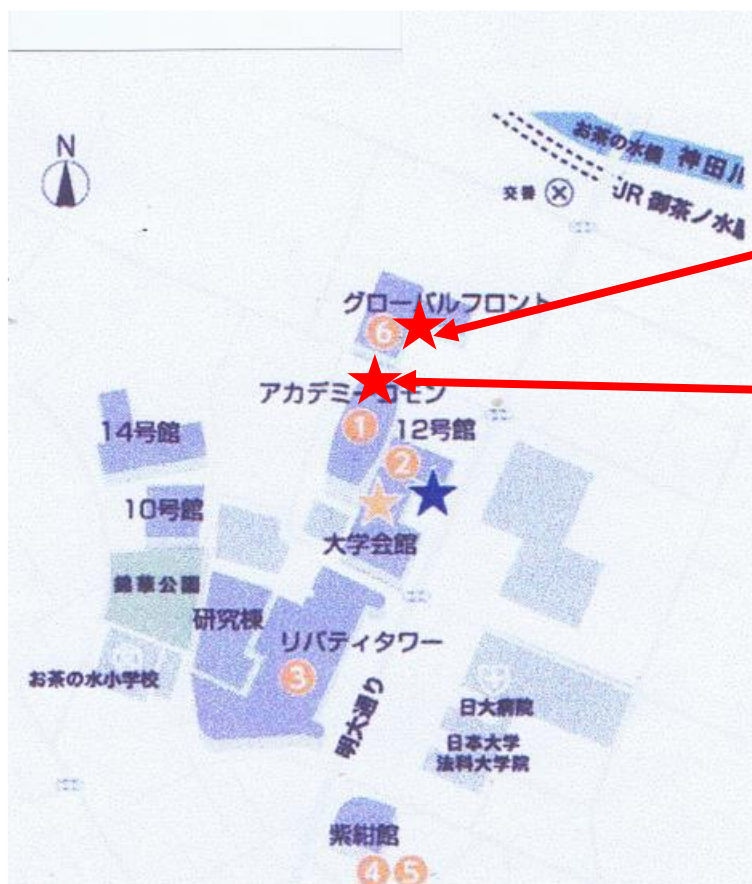 N
お茶の水橋
神田川
交番
JR 御茶ノ水駅
グローバルフロント
6
アカデミーコモン
1
14号館
12号館
2
10号館
大学会館
錦華公園
研究棟
リバティタワー
3
お茶の水小学校
明大通り
日大病院
日本大学
法科大学院
紫紺館
4 5